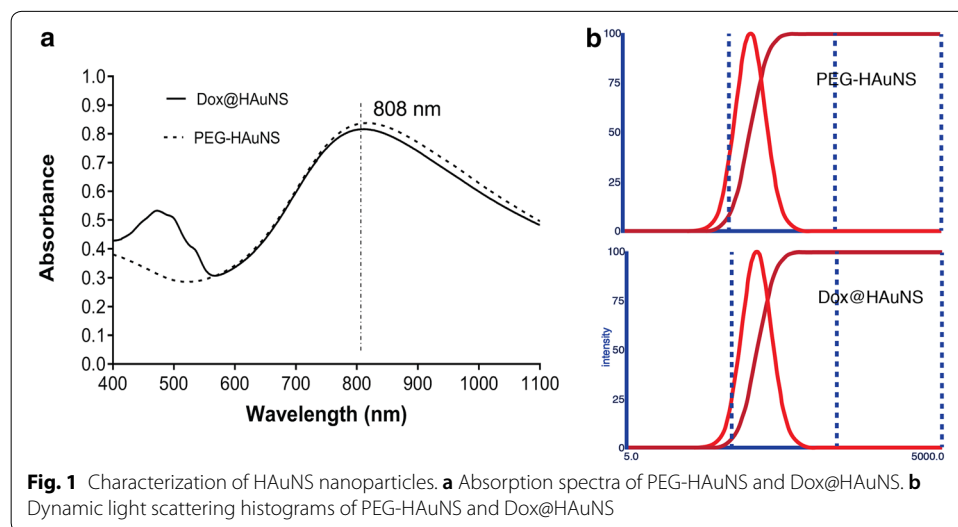 a
1.0
0.9
0.8
0.7
0.6
0.5
0.4
0.3
0.2
0.1
0.0
Absorbance
Dox@HAuNS
PEG-HAuNS
808 nm
400 500 600 700 800 900 1000 1100
Wavelength (nm)
b
100
75
50
25
0
PEG-HAuNS
100
75
50
25
0
intensity
Dox@HAuNS
5.0 5000.0
Fig. 1 Characterization of HAuNS nanoparticles. a Absorption spectra of PEG-HAuNS and Dox@HAuNS. b
Dynamic light scattering histograms of PEG-HAuNS and Dox@HAuNS